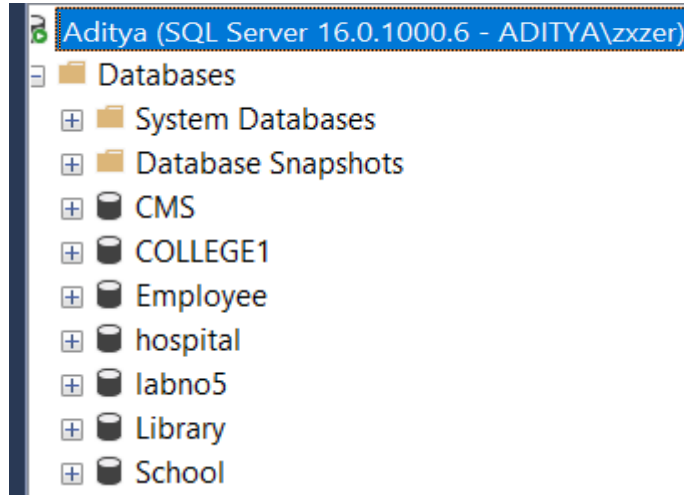 Aditya (SQL Server 16.0.1000.6 - ADITYA\zxzer)
Databases
System Databases
Database Snapshots
CMS
COLLEGE1
Employee
hospital
labno5
Library
School